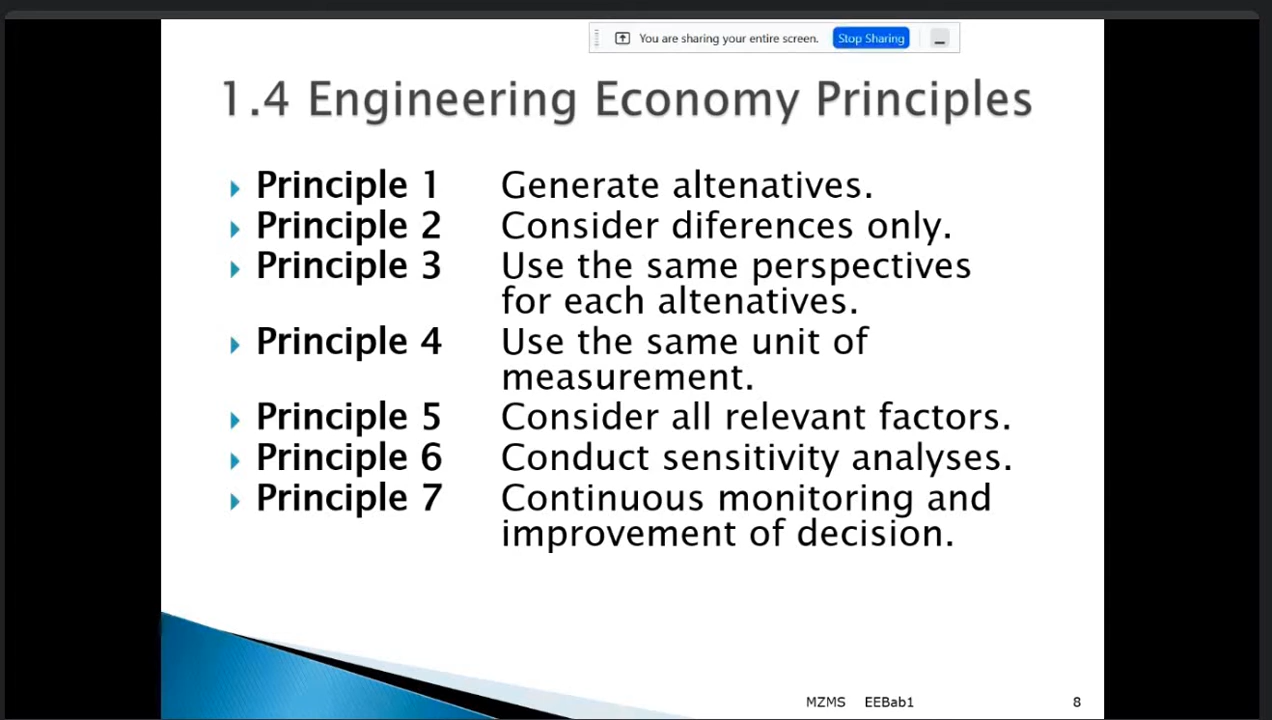 You are sharing your entire screen. Stop Sharing
1.4 Engineering Economy Principles
Principle 1 Generate altenatives.
Principle 2 Consider diferences only.
Principle 3 Use the same perspectives
for each altenatives.
Principle 4 Use the same unit of
measurement.
Principle 5 Consider all relevant factors.
Principle 6 Conduct sensitivity analyses.
Principle 7 Continuous monitoring and
improvement of decision.
MZMS EEBab1 8